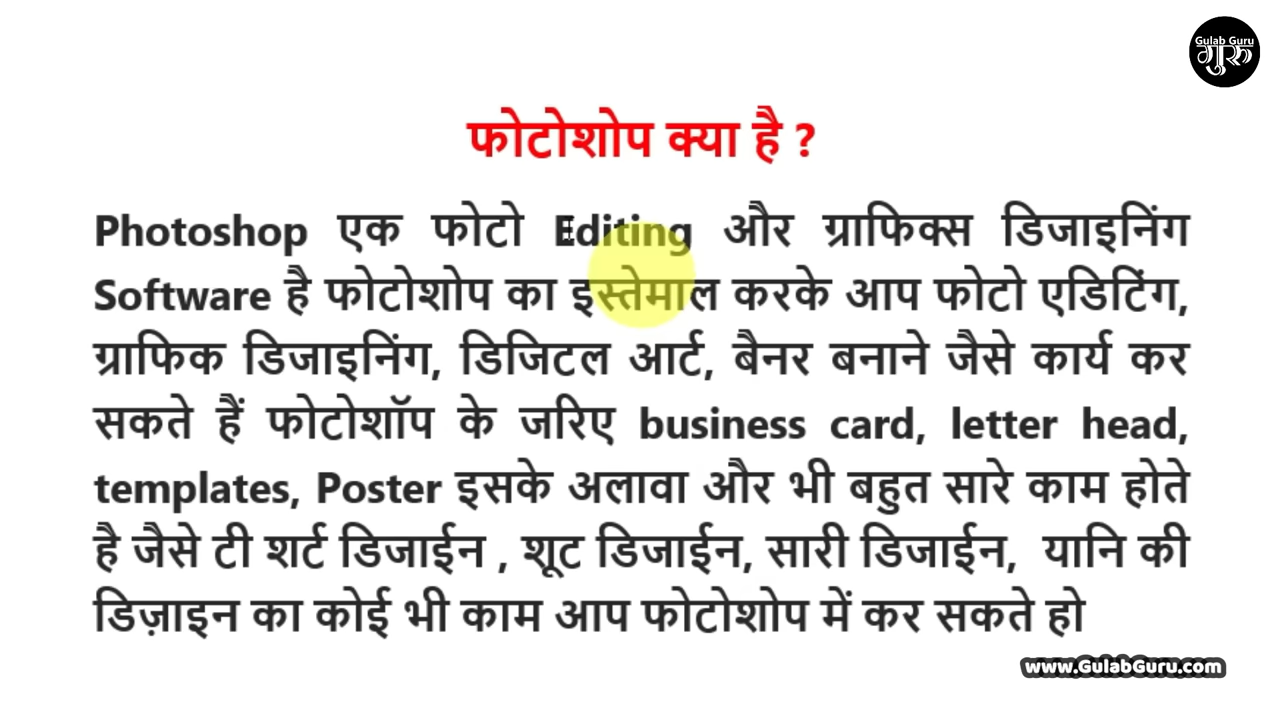 Gulab Guru
गुरु
फोटोशोप क्या है ?
Photoshop एक फोटो Editing और ग्राफिक्स डिजाइनिंग
Software है फोटोशोप का इस्तेमाल करके आप फोटो एडिटिंग,
ग्राफिक डिजाइनिंग, डिजिटल आर्ट, बैनर बनाने जैसे कार्य कर
सकते हैं फोटोशॉप के जरिए business card, letter head,
templates, Poster इसके अलावा और भी बहुत सारे काम होते
है जैसे टी शर्ट डिजाईन , शूट डिजाईन, सारी डिजाईन, यानि की
डिज़ाइन का कोई भी काम आप फोटोशोप में कर सकते हो
www.GulabGuru.com